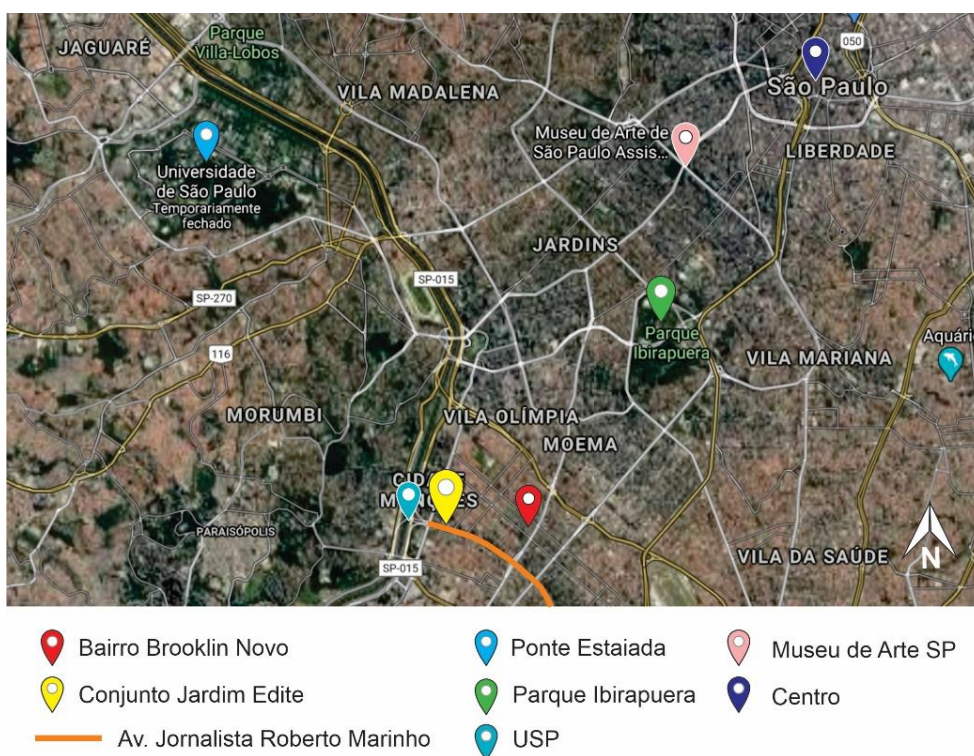 Parque
Villa-Lobos
JAGUARÉ
VILA MADALENA
050
São Paulo
Museu de Arte de
São Paulo Assis...
LIBERDADE
Universidade
de São Paulo
Temporariamente
fechado
JARDINS
SP-015
SP-270
116
Parque
Ibirapuera
Aquári
VILA MARIANA
MORUMBI
VILA OLÍMPIA
MOEMA
PARAISÓPOLIS
SP-015
VILA DA SAÚDE
N
Bairro Brooklin Novo
Ponte Estaiada
Museu de Arte SP
Conjunto Jardim Edite
Parque Ibirapuera
Centro
Av. Jornalista Roberto Marinho
USP